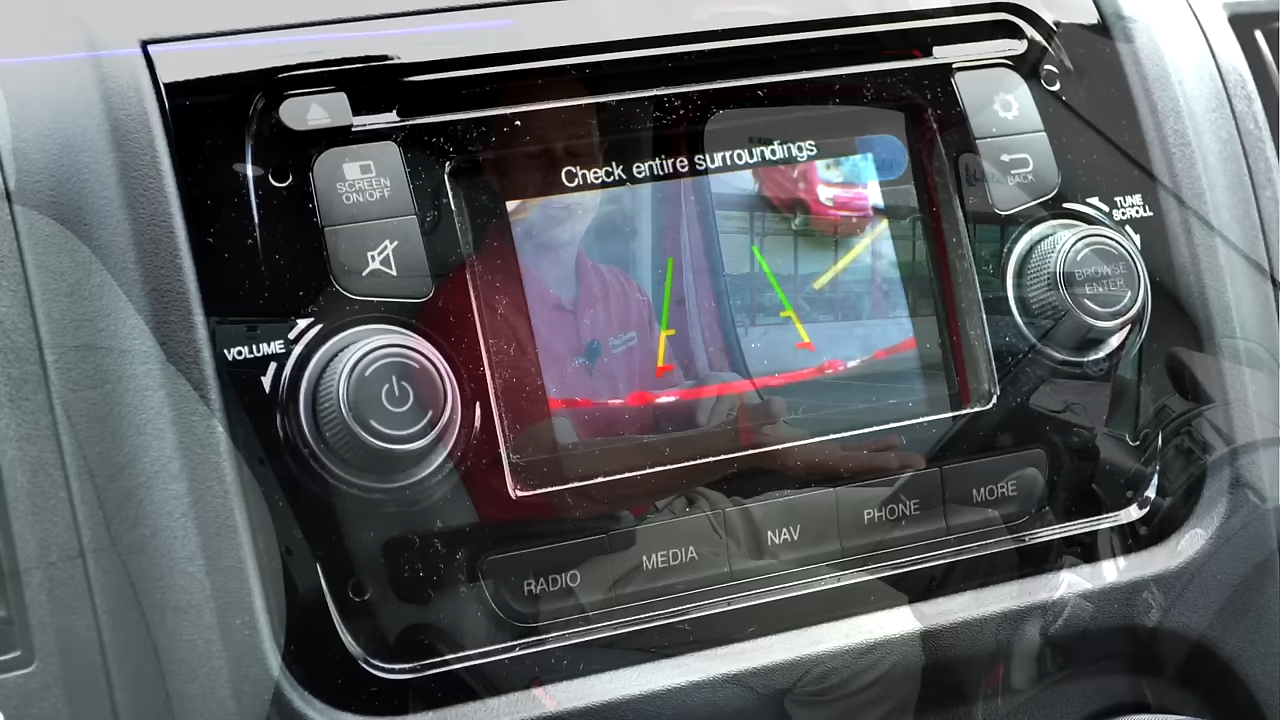 Check entire surroundings
SCREEN
ON/OFF
BACK
TUNE
SCROLL
BROWSE
ENTER
VOLUME
RADIO
MEDIA
NAV
PHONE
MORE